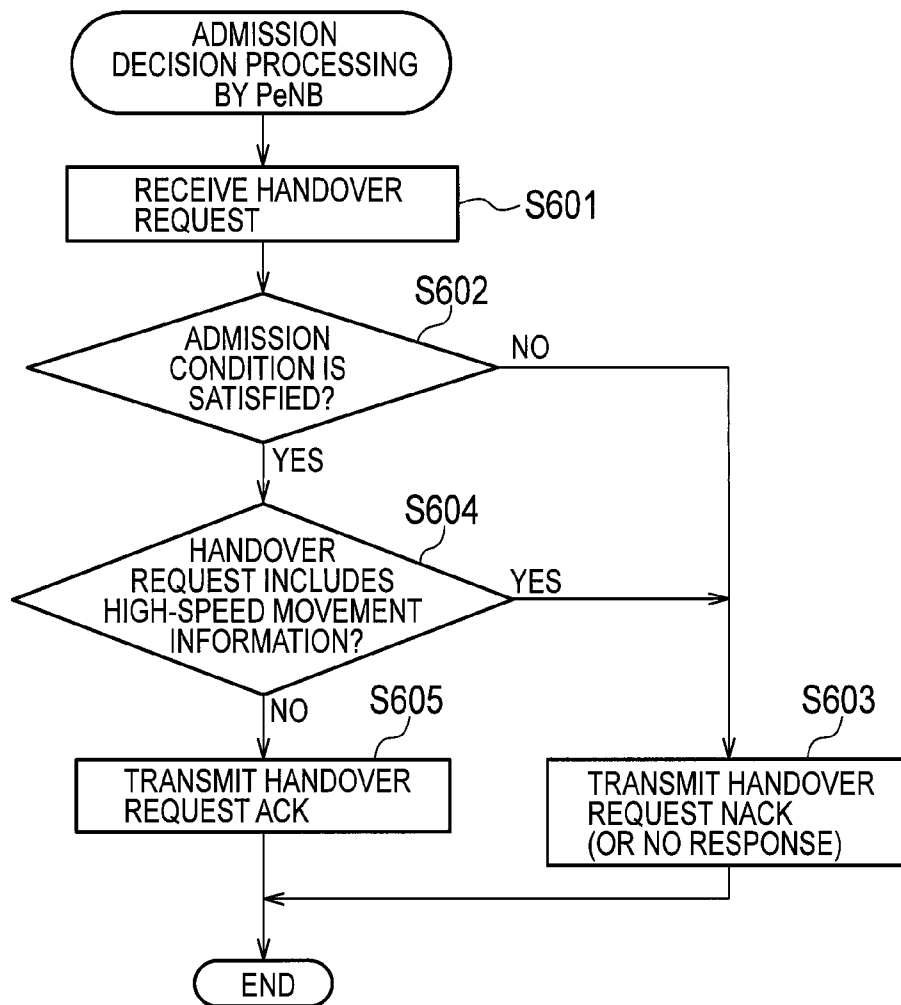 ADMISSION
DECISION PROCESSING
BY PeNB
RECEIVE HANDOVER
REQUEST
S601
S602
ADMISSION
CONDITION IS
SATISFIED?
NO
YES
S604
HANDOVER
REQUEST INCLUDES
HIGH-SPEED MOVEMENT
INFORMATION?
YES
NO
S605
TRANSMIT HANDOVER
REQUEST ACK
S603
TRANSMIT HANDOVER
REQUEST NACK
(OR NO RESPONSE)
END